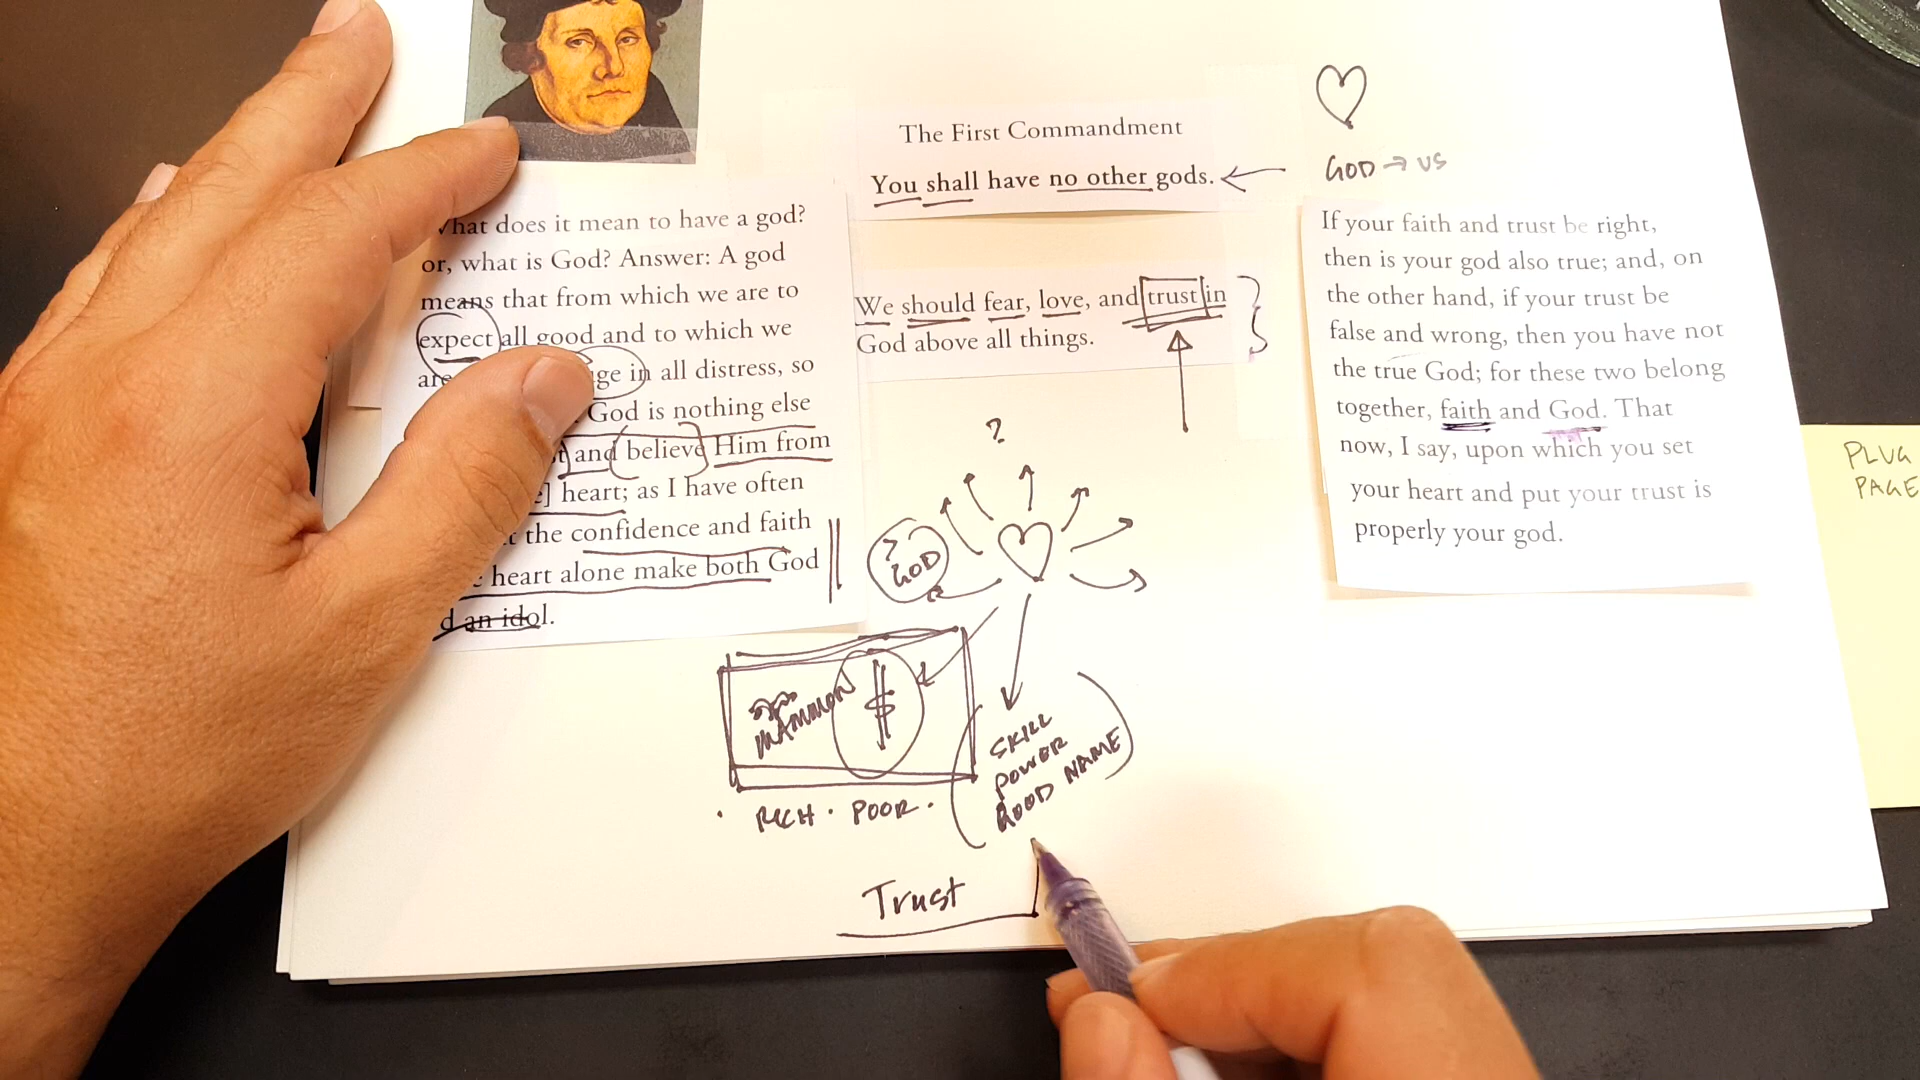 The First Commandment
You shall have no other gods.
GOD → US
What does it mean to have a god?
or, what is God? Answer: A god
means that from which we are to
expect all good and to which we
are ge in all distress, so
God is nothing else
and believe Him from
e] heart; as I have often
the confidence and faith
heart alone make both God
d an idol.
We should fear, love, and trust in
God above all things.
If your faith and trust be right,
then is your god also true; and, on
the other hand, if your trust be
false and wrong, then you have not
the true God; for these two belong
together, faith and God. That
now, I say, upon which you set
your heart and put your trust is
properly your god.
PLUG
PAGE
?
?
GOD
MAMMON
$
SKILL
POWER
GOOD NAME
· RICH · POOR ·
Trust